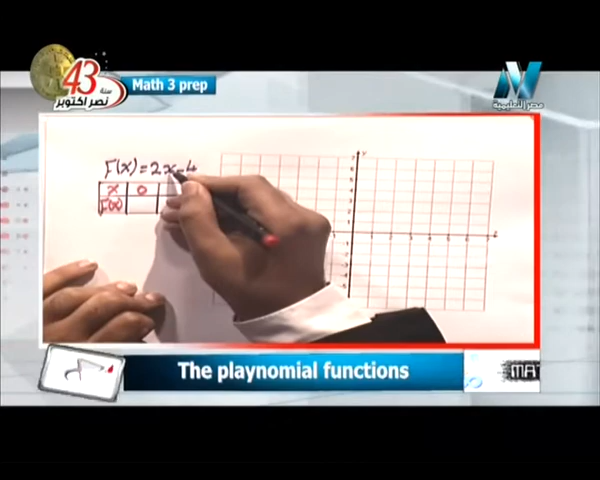 43
سنة
نصر اكتوبر
Math 3 prep
مصر التعليمية
F(x)=2x-4
x 0
F(x)
The playnomial functions
MAT